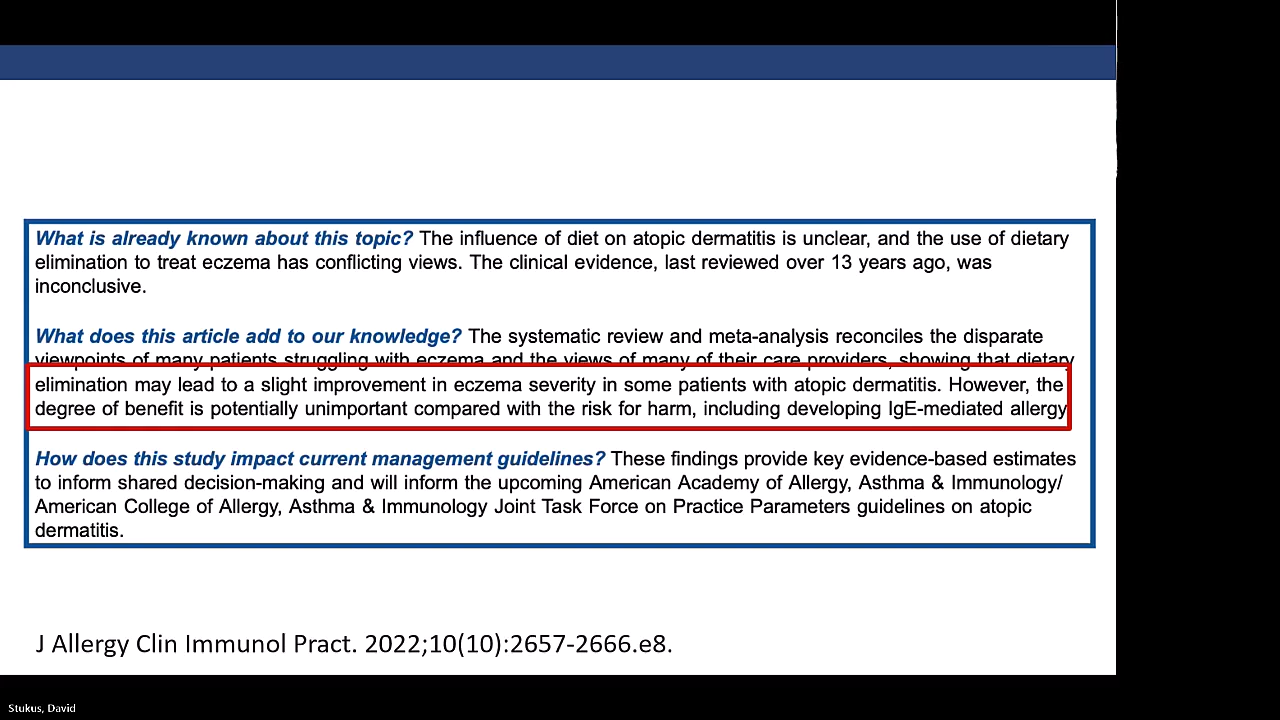 What is already known about this topic? The influence of diet on atopic dermatitis is unclear, and the use of dietary
elimination to treat eczema has conflicting views. The clinical evidence, last reviewed over 13 years ago, was
inconclusive.
What does this article add to our knowledge? The systematic review and meta-analysis reconciles the disparate
viewpoints of many patients struggling with eczema and the views of many of their care providers, showing that dietary
elimination may lead to a slight improvement in eczema severity in some patients with atopic dermatitis. However, the
degree of benefit is potentially unimportant compared with the risk for harm, including developing IgE-mediated allergy
How does this study impact current management guidelines? These findings provide key evidence-based estimates
to inform shared decision-making and will inform the upcoming American Academy of Allergy, Asthma & Immunology/
American College of Allergy, Asthma & Immunology Joint Task Force on Practice Parameters guidelines on atopic
dermatitis.
J Allergy Clin Immunol Pract. 2022;10(10):2657-2666.e8.
Stukus, David